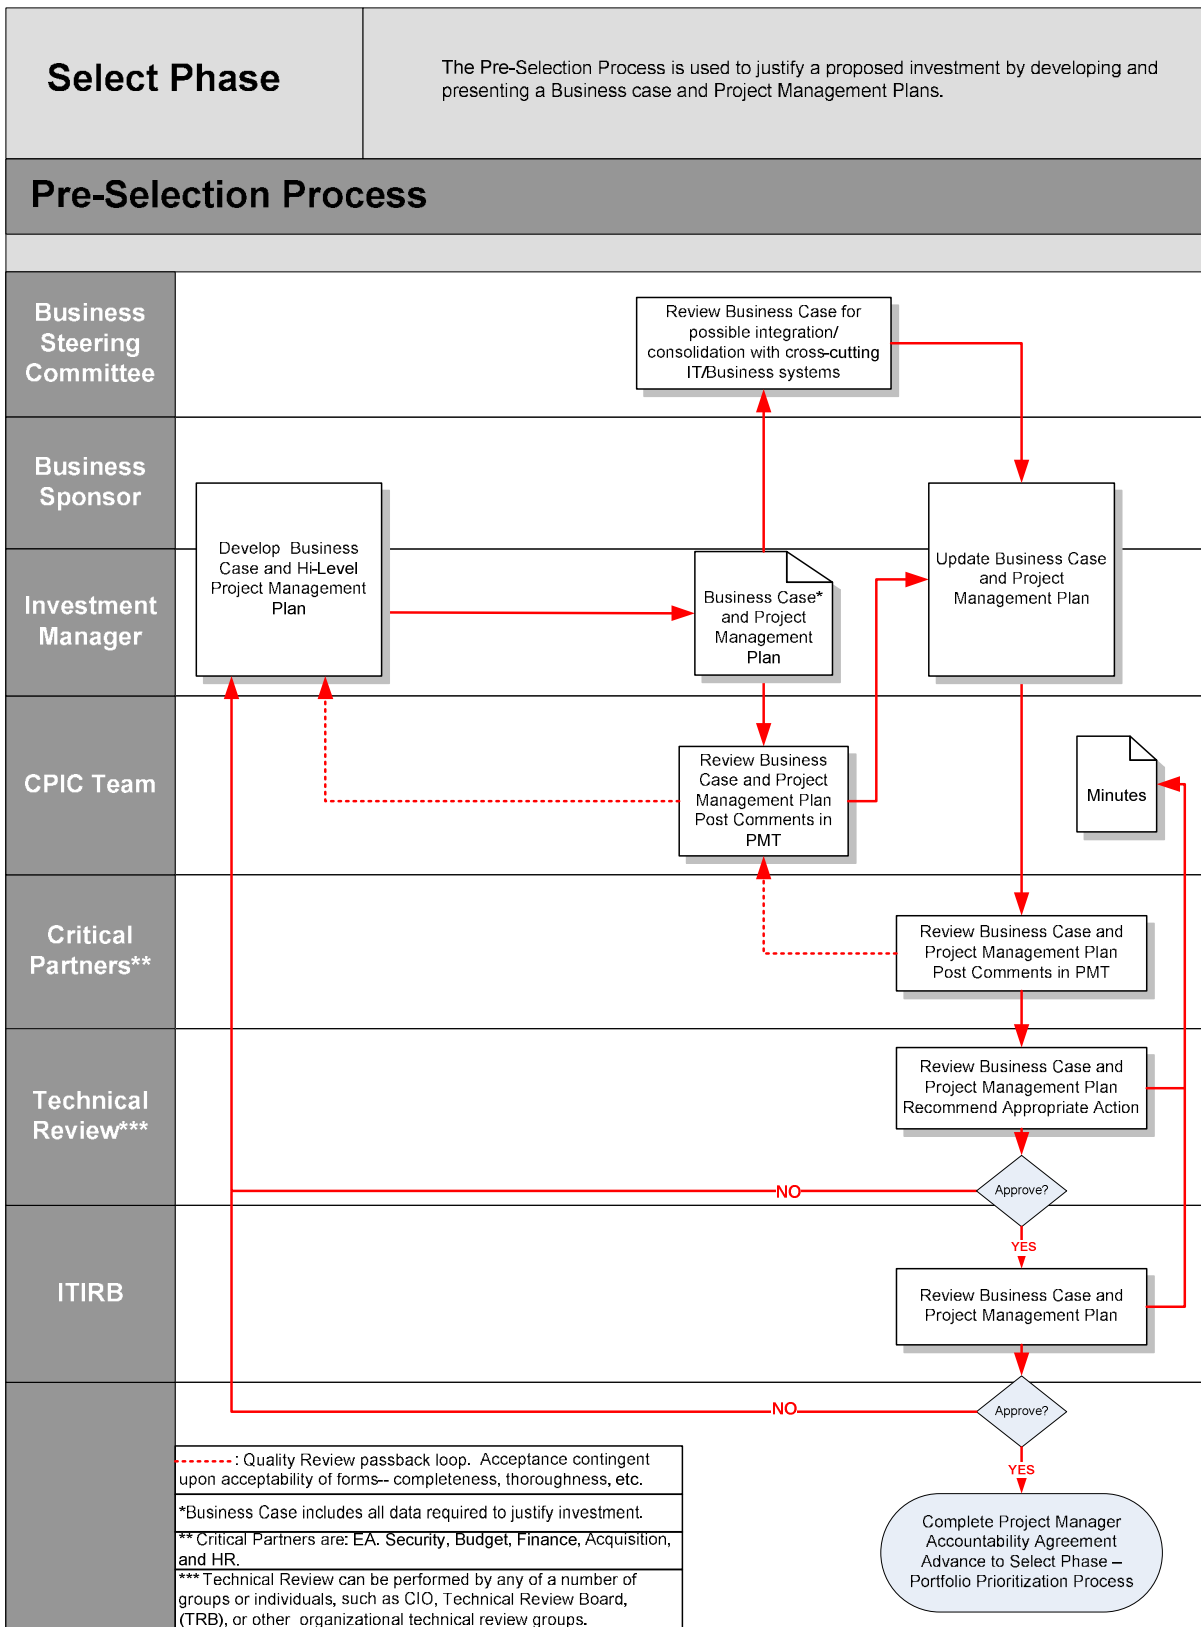 Select Phase
The Pre-Selection Process is used to justify a proposed investment by developing and
presenting a Business case and Project Management Plans.
Pre-Selection Process
Business
Steering
Committee
Review Business Case for
possible integration/
consolidation with cross-cutting
IT/Business systems
Business
Sponsor
Develop Business
Case and Hi-Level
Project Management
Plan
Update Business Case
and Project
Management Plan
Investment
Manager
Business Case*
and Project
Management
Plan
CPIC Team
Review Business
Case and Project
Management Plan
Post Comments in
PMT
Minutes
Critical
Partners**
Review Business Case and
Project Management Plan
Post Comments in PMT
Technical
Review***
Review Business Case and
Project Management Plan
Recommend Appropriate Action
Approve?
NO
YES
ITIRB
Review Business Case and
Project Management Plan
Approve?
NO
YES
: Quality Review passback loop. Acceptance contingent
upon acceptability of forms-- completeness, thoroughness, etc.
*Business Case includes all data required to justify investment.
** Critical Partners are: EA. Security, Budget, Finance, Acquisition,
and HR.
*** Technical Review can be performed by any of a number of
groups or individuals, such as CIO, Technical Review Board,
(TRB), or other organizational technical review groups.
Complete Project Manager
Accountability Agreement
Advance to Select Phase –
Portfolio Prioritization Process